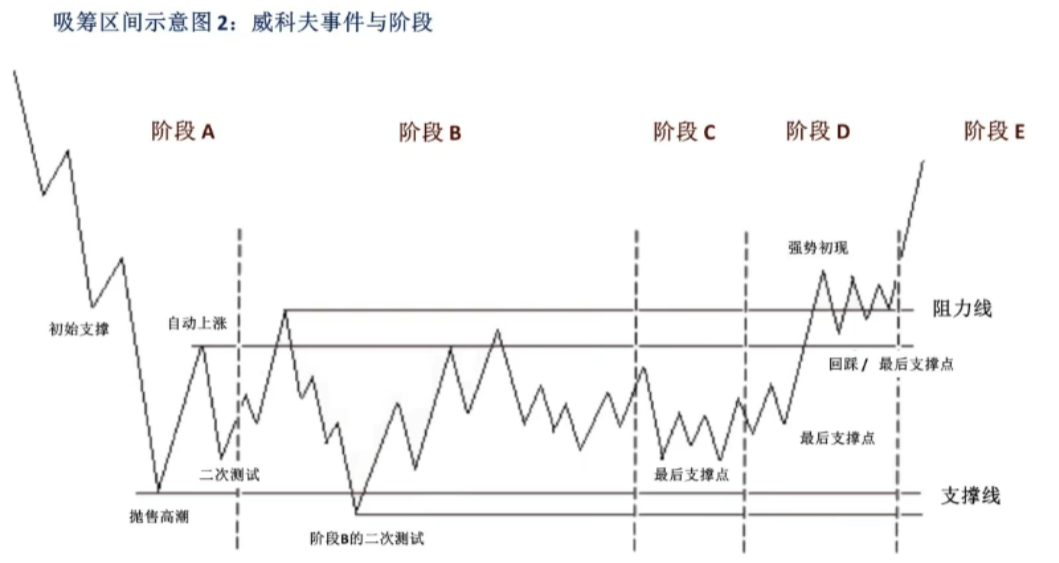 吸筹区间示意图 2：威科夫事件与阶段
阶段 A
阶段 B
阶段 C
阶段 D
阶段 E
强势初现
初始支撑
自动上涨
阻力线
回踩 / 最后支撑点
最后支撑点
二次测试
最后支撑点
支撑线
抛售高潮
阶段B的二次测试